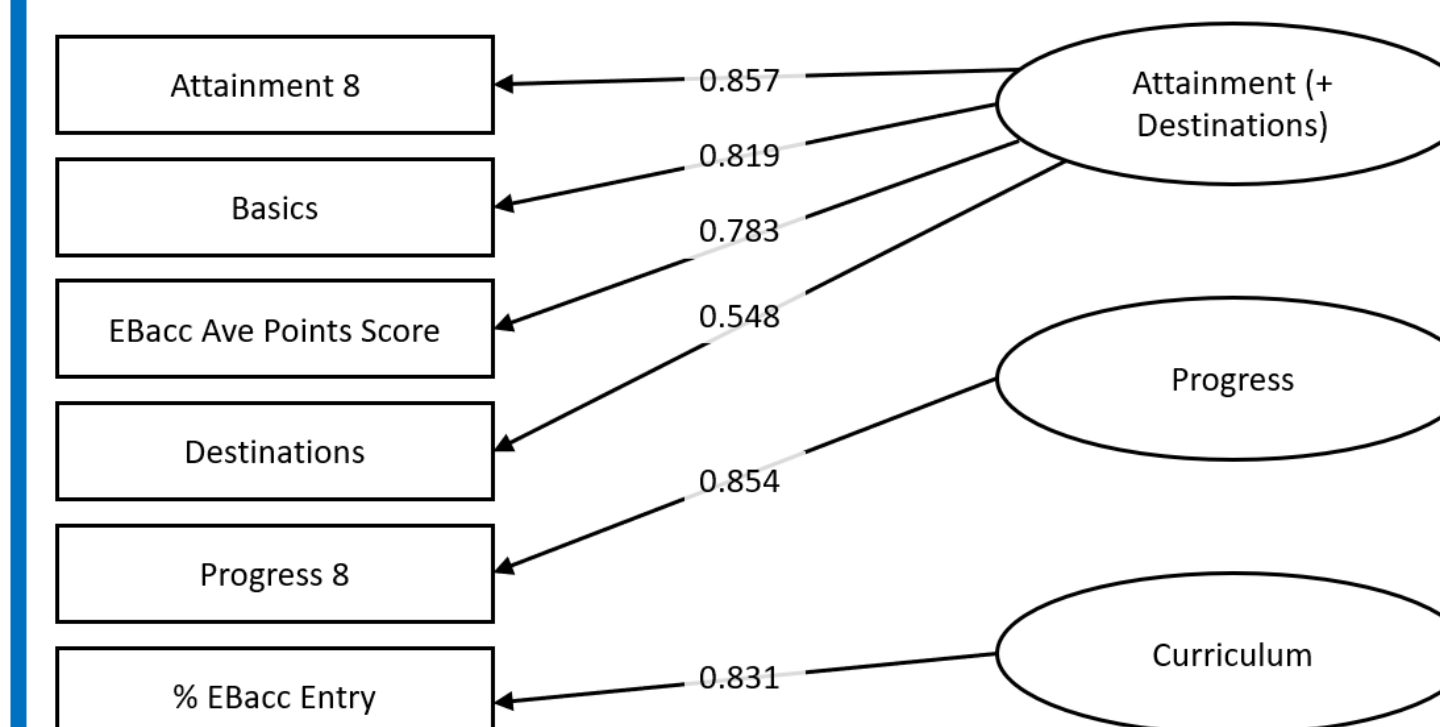 Attainment 8
Basics
EBacc Ave Points Score
Destinations
Progress 8
% EBacc Entry
0.857
0.819
0.783
0.548
0.854
0.831
Attainment (+
Destinations)
Progress
Curriculum